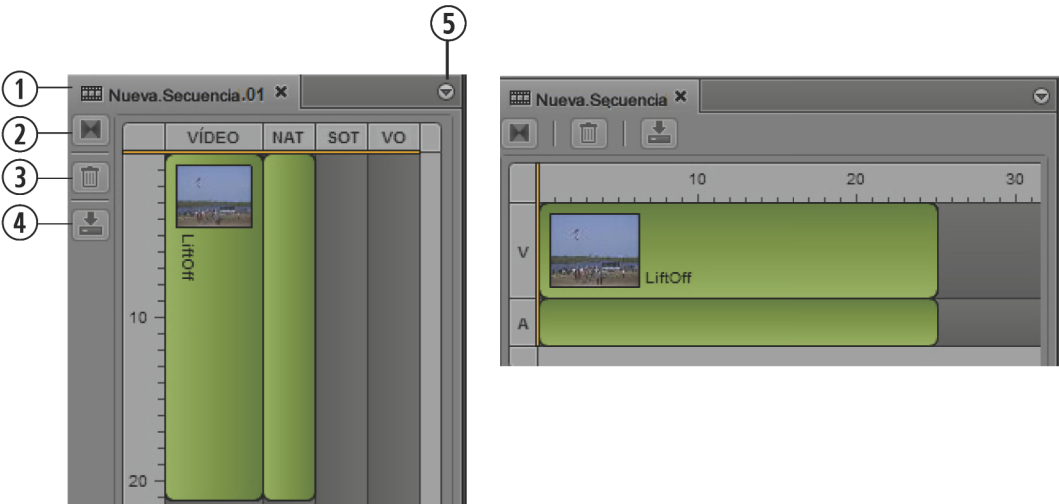 5
1
Nueva.Secuencia.01
2
VÍDEO NAT SOT VO
3
4
LiftOff
10
20
Nueva.Secuencia
10 20 30
V
LiftOff
A